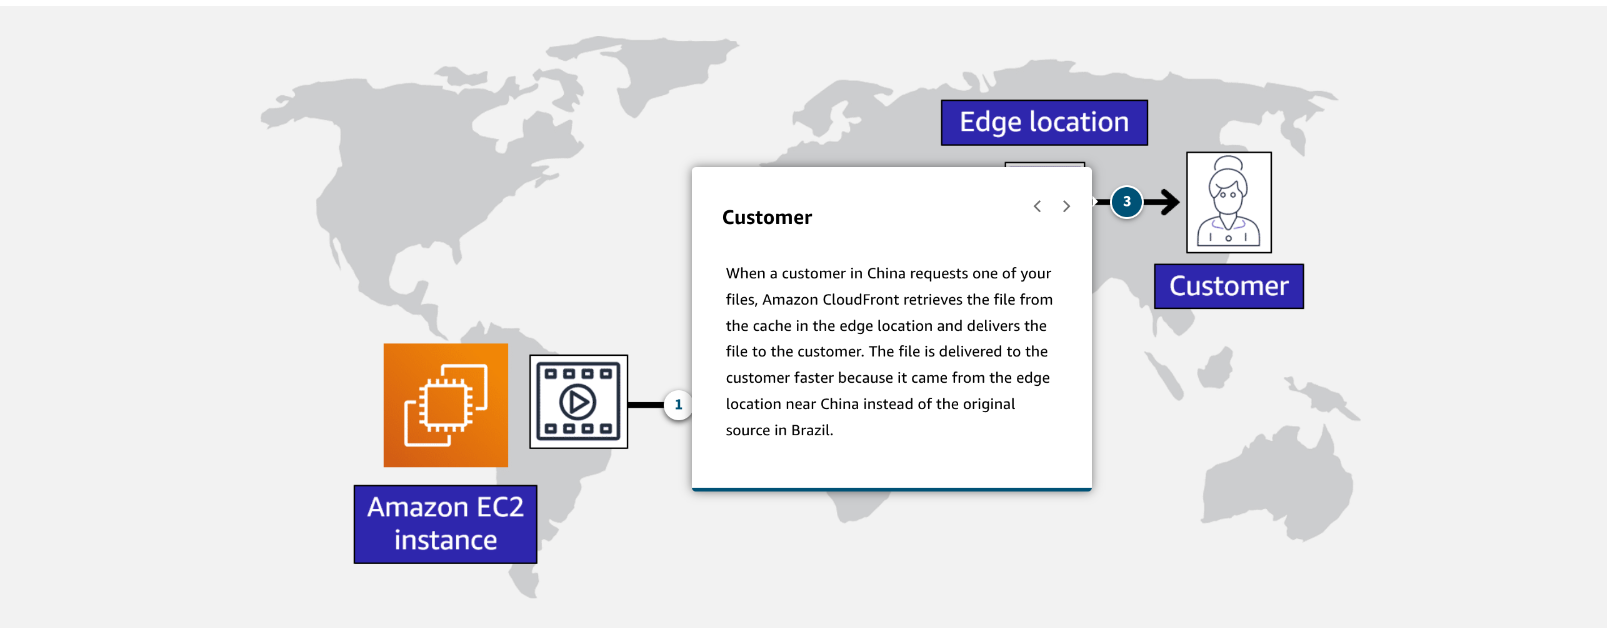 Edge location
3
Customer
Customer
When a customer in China requests one of your
files, Amazon CloudFront retrieves the file from
the cache in the edge location and delivers the
file to the customer. The file is delivered to the
customer faster because it came from the edge
location near China instead of the original
source in Brazil.
1
Amazon EC2
instance